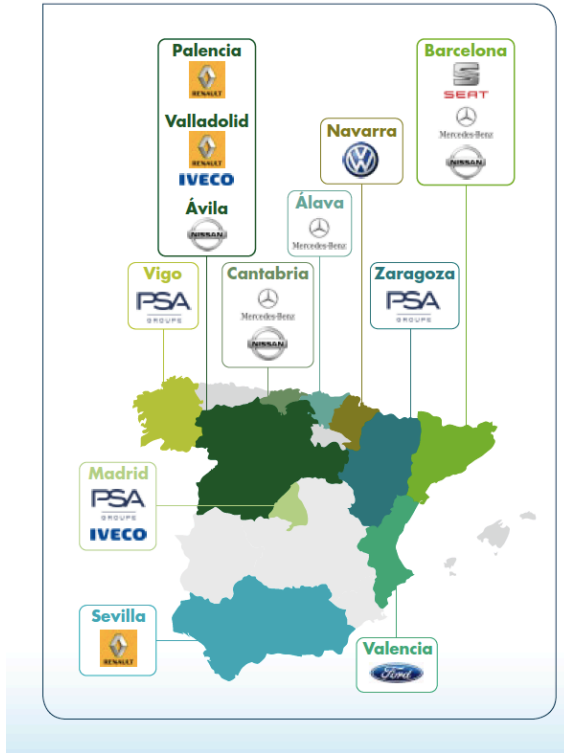 Palencia
RENAULT
Valladolid
RENAULT
IVECO
Ávila
NISSAN
Barcelona
SEAT
Mercedes-Benz
NISSAN
Navarra
Álava
Mercedes-Benz
Vigo
PSA
GROUPE
Cantabria
Mercedes-Benz
NISSAN
Zaragoza
PSA
GROUPE
Madrid
PSA
GROUPE
IVECO
Sevilla
RENAULT
Valencia
Ford